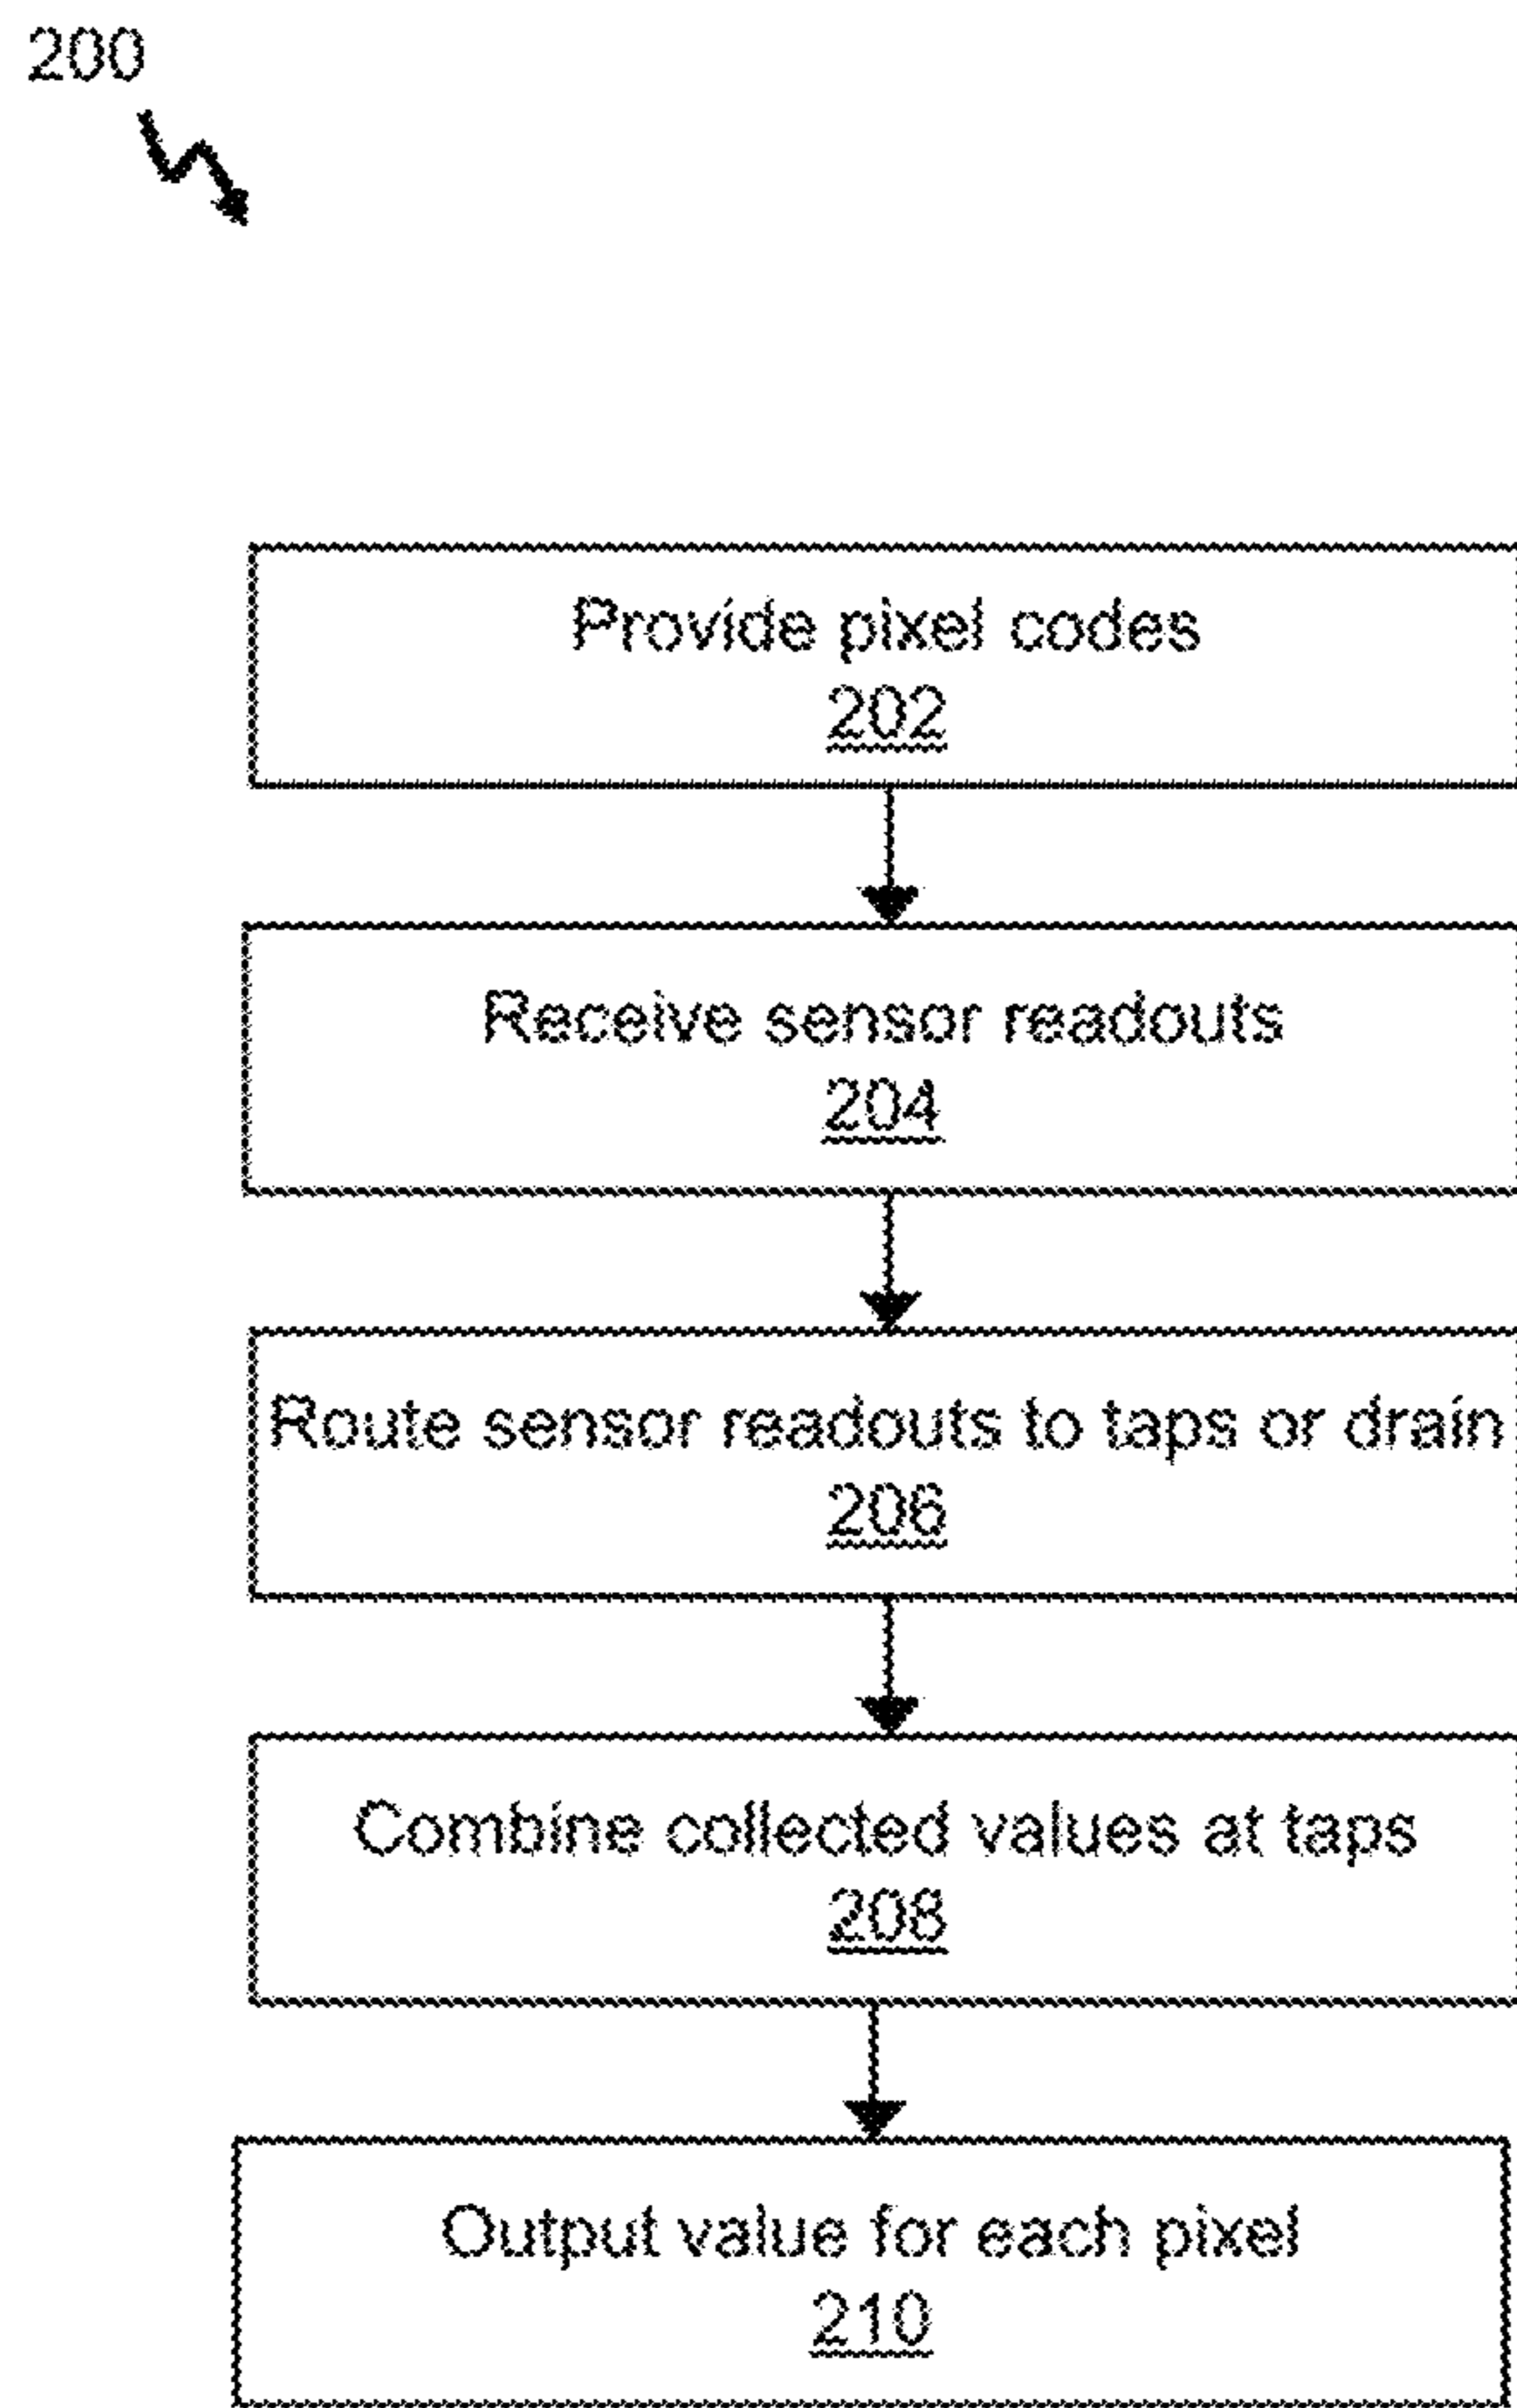 200
Provide pixel codes
202
Receive sensor readouts
204
Route sensor readouts to taps or drain
206
Combine collected values at taps
208
Output value for each pixel
210